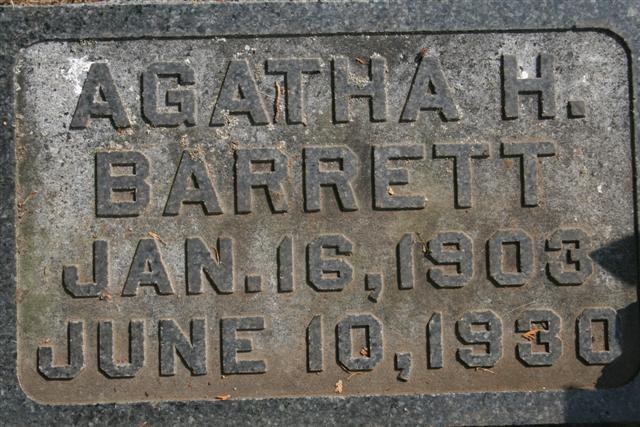 AGATHA H.
BARRETT
JAN. 16, 1903
JUNE 10, 1930